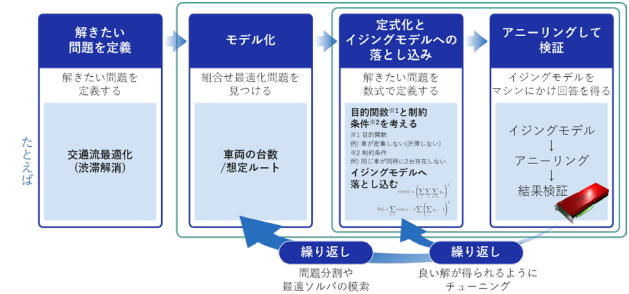 解きたい
問題を定義
モデル化
定式化と
イジングモデルへの
落とし込み
アニーリングして
検証
解きたい問題を
定義する
組合せ最適化問題を
見つける
解きたい問題を
数式で定義する
イジングモデルを
マシンにかけ回答を得る
たとえば
交通流最適化
(渋滞解消)
車両の台数
/想定ルート
目的関数※1と制約
条件※2を考える
※1 目的関数
例) 車が密集しない(渋滞しない)
※2 制約条件
例) 同じ車が同時に2台存在しない
イジングモデルへ
落とし込む
イジングモデル
↓
アニーリング
↓
結果検証
繰り返し
問題分割や
最適ソルバの模索
繰り返し
良い解が得られるように
チューニング